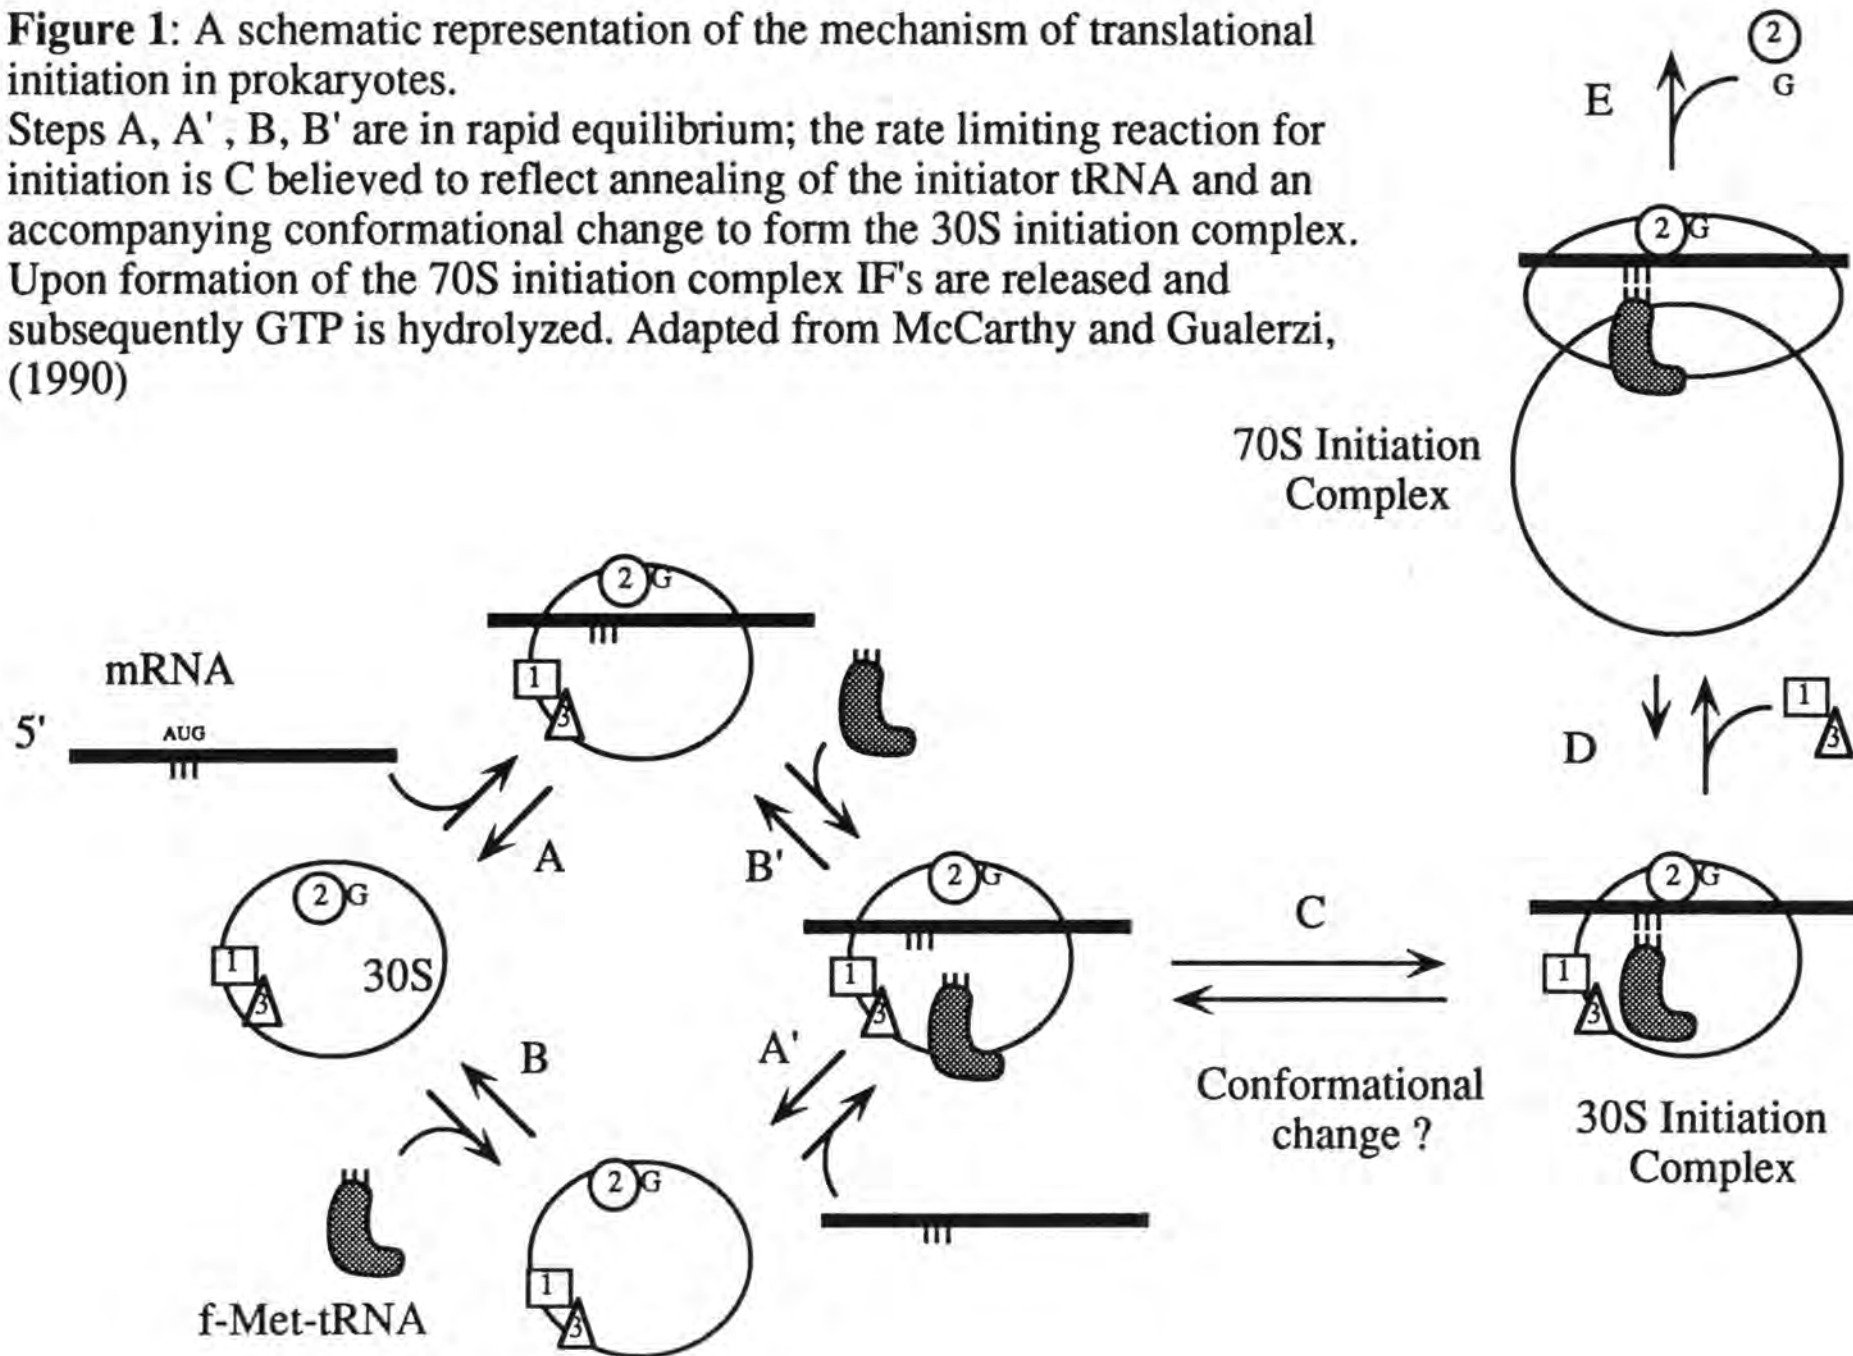 Figure 1: A schematic representation of the mechanism of translational
initiation in prokaryotes.
Steps A, A' , B, B' are in rapid equilibrium; the rate limiting reaction for
initiation is C believed to reflect annealing of the initiator tRNA and an
accompanying conformational change to form the 30S initiation complex.
Upon formation of the 70S initiation complex IF's are released and
subsequently GTP is hydrolyzed. Adapted from McCarthy and Gualerzi,
(1990)
2
G
E
2 G
70S Initiation
Complex
2 G
mRNA
1
3
5'
AUG
1
3
D
A
B'
2 G
2 G
2 G
C
1
30S
3
1
3
1
3
B
A'
Conformational
change ?
30S Initiation
Complex
2 G
1
3
f-Met-tRNA